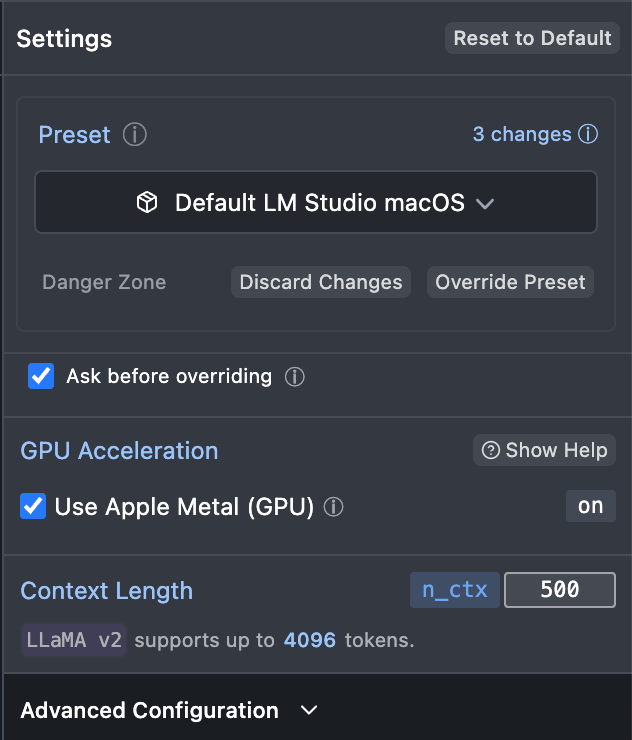 Settings
Reset to Default
Preset
3 changes
Default LM Studio macOS
Danger Zone
Discard Changes
Override Preset
Ask before overriding
GPU Acceleration
Show Help
Use Apple Metal (GPU)
on
Context Length
n_ctx
500
LLaMA v2 supports up to 4096 tokens.
Advanced Configuration